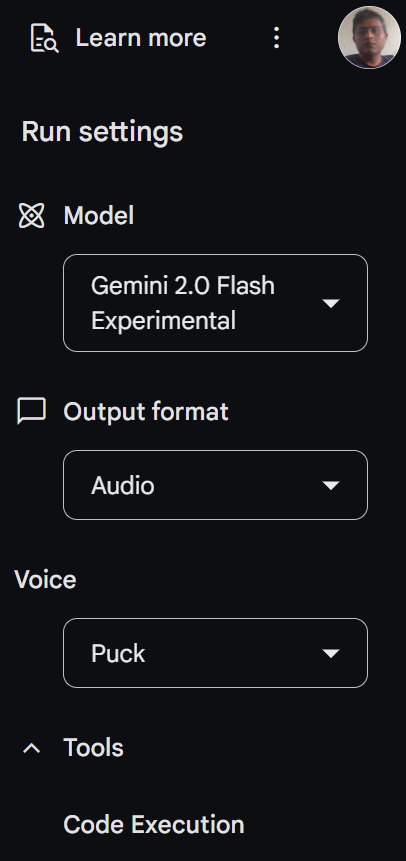 Learn more
Run settings
Model
Gemini 2.0 Flash
Experimental
Output format
Audio
Voice
Puck
Tools
Code Execution